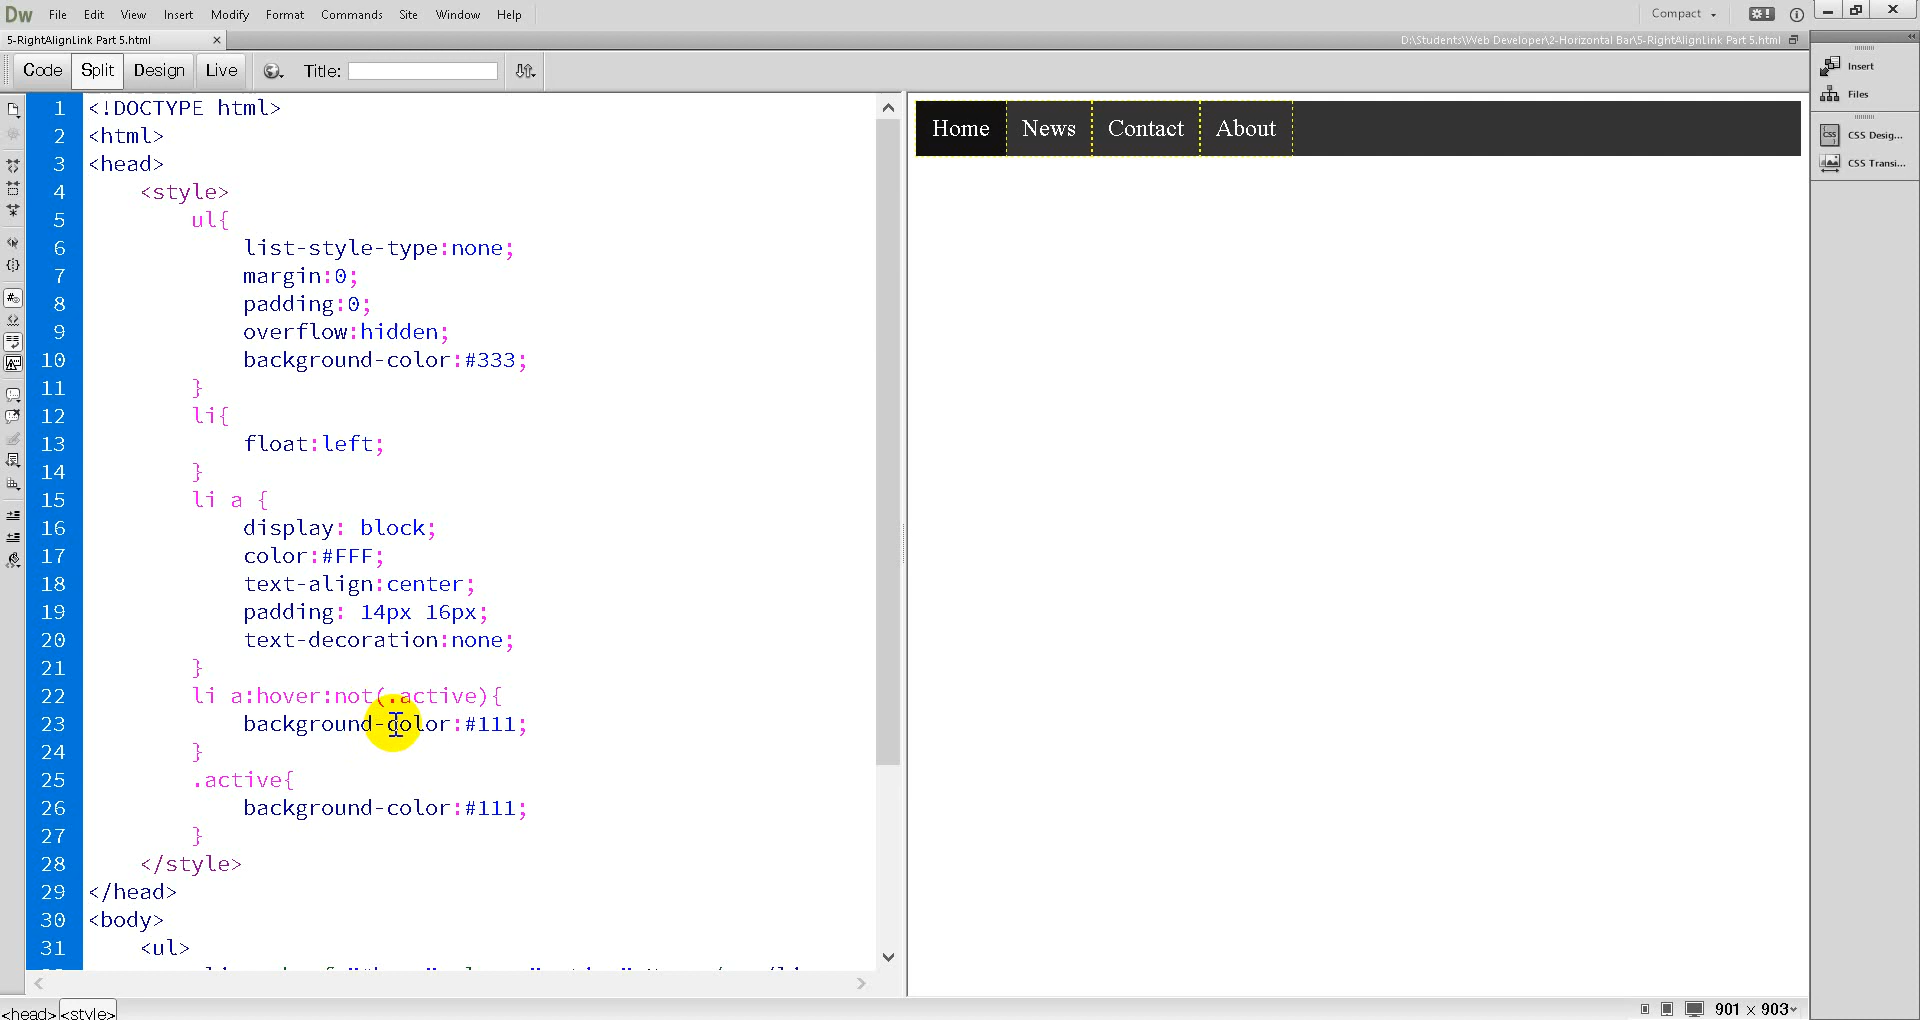 Dw File Edit View Insert Modify Format Commands Site Window Help Compact
5-RightAlignLink Part 5.html D:\Students\Web Developer\2-Horizontal Bar\5-RightAlignLink Part 5.html
Code Split Design Live Title:
Insert
Files
CSS Desig...
CSS Transi...
1 <!DOCTYPE html>
2 <html>
3 <head>
4 <style>
5 ul{
6 list-style-type:none;
7 margin:0;
8 padding:0;
9 overflow:hidden;
10 background-color:#333;
11 }
12 li{
13 float:left;
14 }
15 li a {
16 display: block;
17 color:#FFF;
18 text-align:center;
19 padding: 14px 16px;
20 text-decoration:none;
21 }
22 li a:hover:not(.active){
23 background-color:#111;
24 }
25 .active{
26 background-color:#111;
27 }
28 </style>
29 </head>
30 <body>
31 <ul>
Home News Contact About
<head> <style>
901 x 903